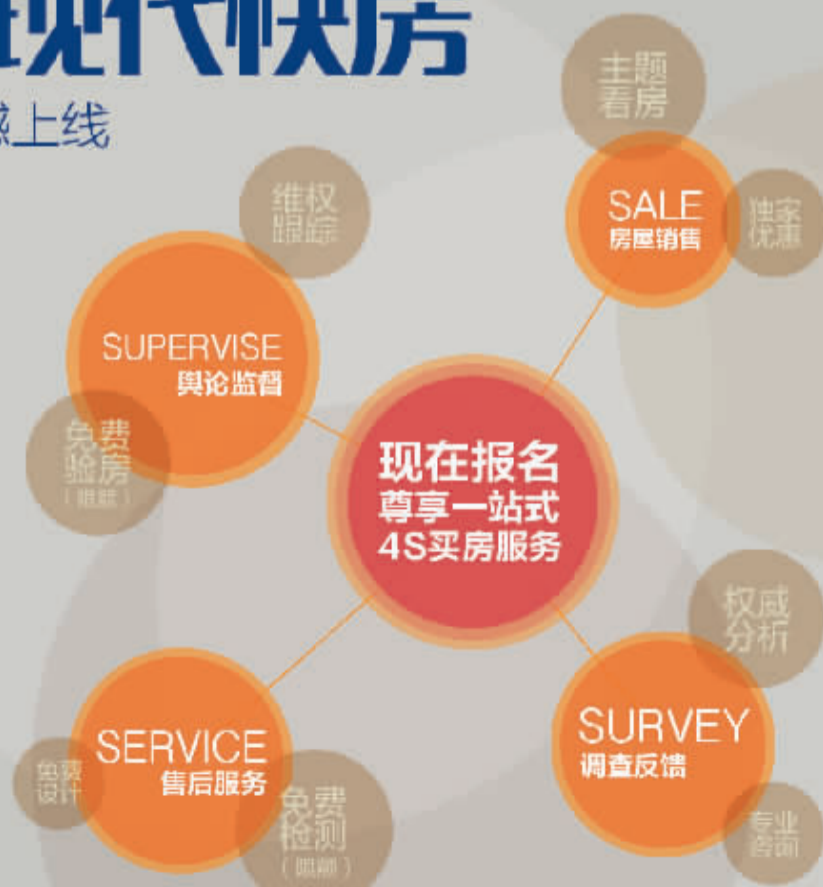 现代快房
上线
主题
看房
SALE
房屋销售
独家
优惠
维权
跟踪
SUPERVISE
舆论监督
免费
验房
现在报名
尊享一站式
4S买房服务
权威
分析
SURVEY
调查反馈
专业
咨询
SERVICE
售后服务
免费
设计
免费
检测